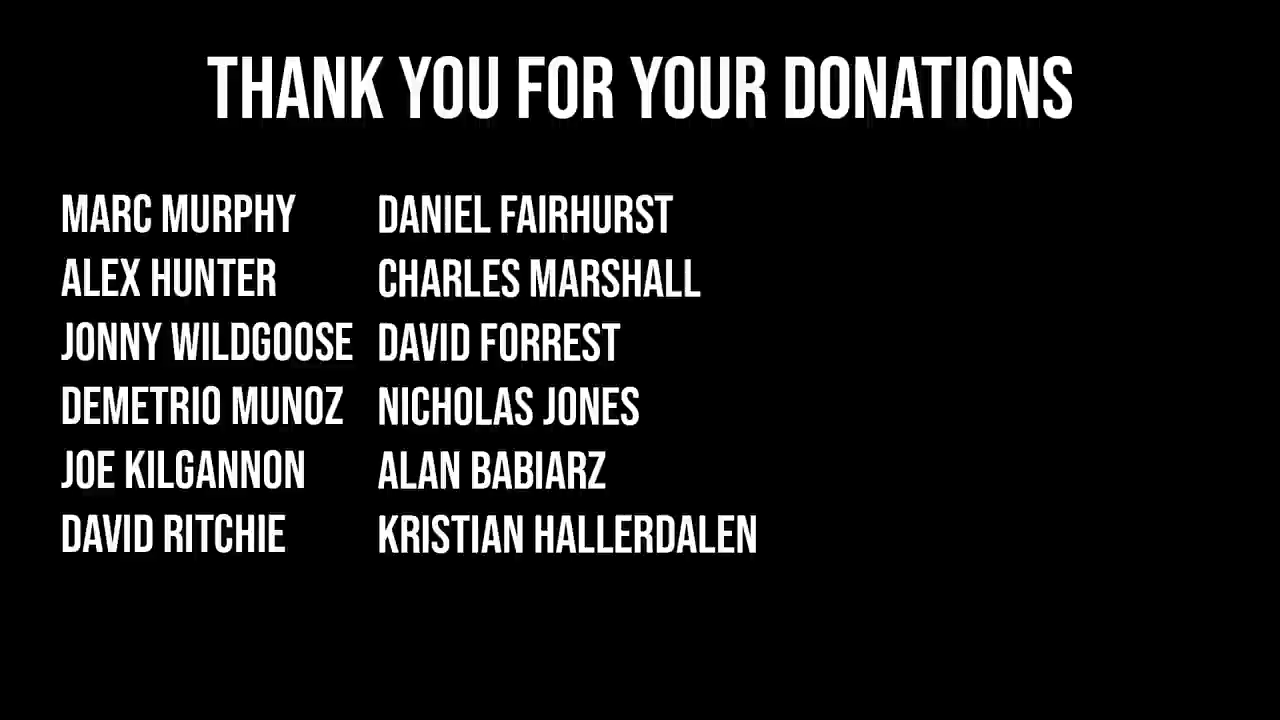 THANK YOU FOR YOUR DONATIONS
MARC MURPHY
ALEX HUNTER
JONNY WILDGOOSE
DEMETRIO MUNOZ
JOE KILGANNON
DAVID RITCHIE
DANIEL FAIRHURST
CHARLES MARSHALL
DAVID FORREST
NICHOLAS JONES
ALAN BABIARZ
KRISTIAN HALLERDALEN